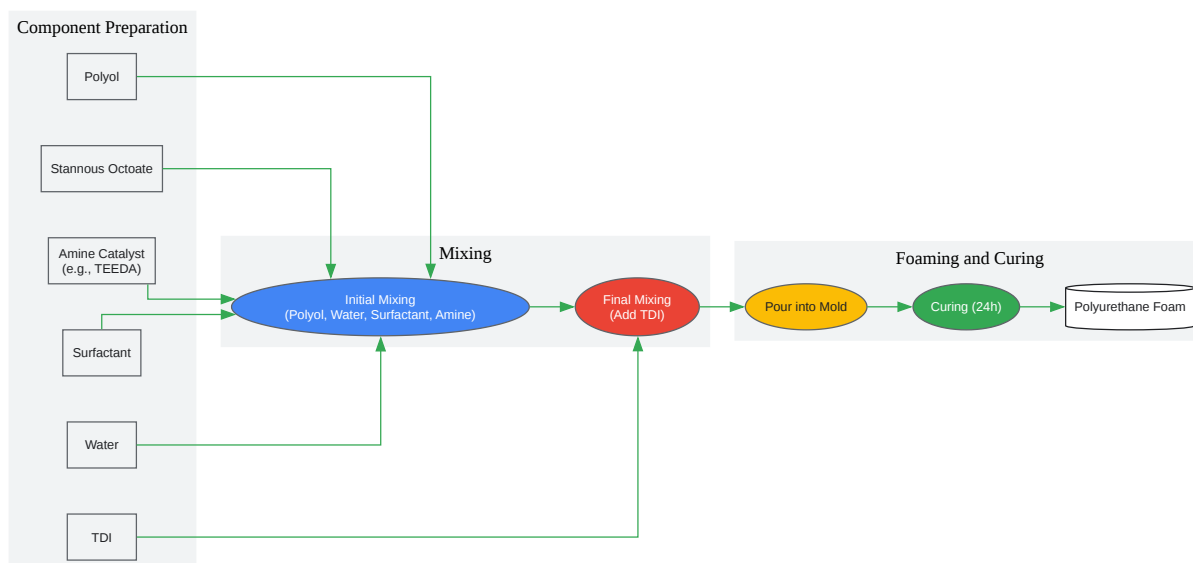 Component Preparation
Polyol
Stannous Octoate
Amine Catalyst
(e.g., TEEDA)
Surfactant
Water
TDI
Mixing
Initial Mixing
(Polyol, Water, Surfactant, Amine)
Final Mixing
(Add TDI)
Foaming and Curing
Pour into Mold
Curing (24h)
Polyurethane Foam